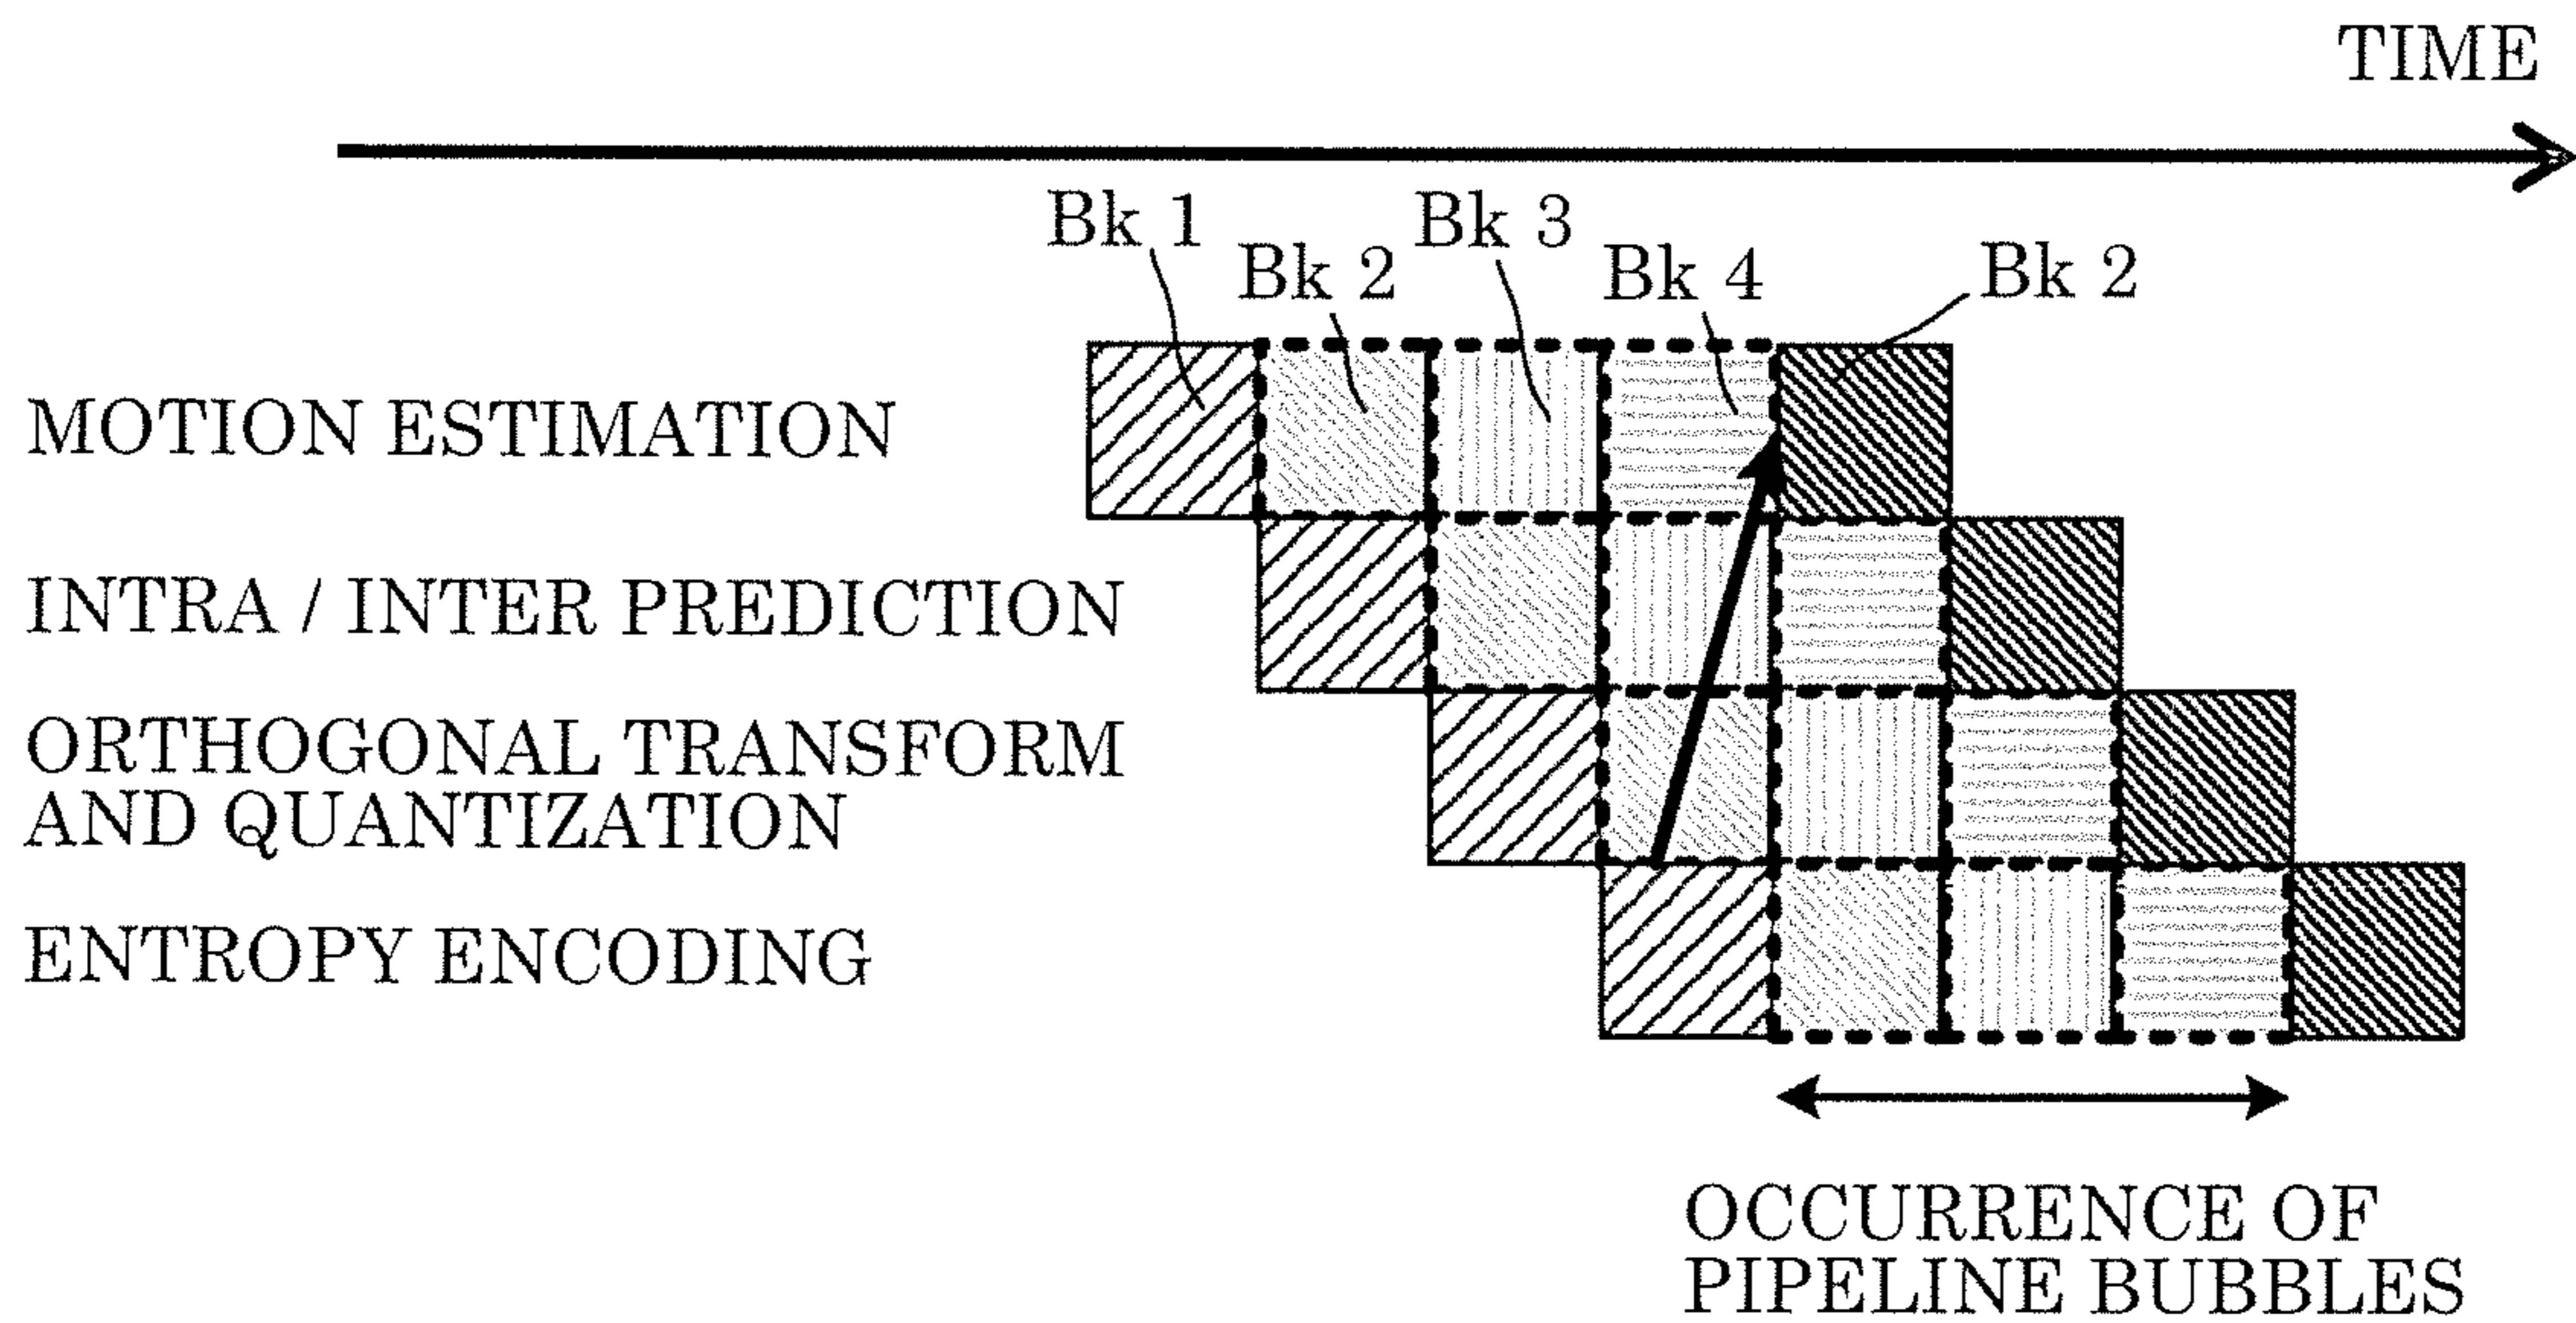 TIME
Bk 1
Bk 2
Bk 3
Bk 4
Bk 2
MOTION ESTIMATION
INTRA / INTER PREDICTION
ORTHOGONAL TRANSFORM
AND QUANTIZATION
ENTROPY ENCODING
OCCURRENCE OF
PIPELINE BUBBLES